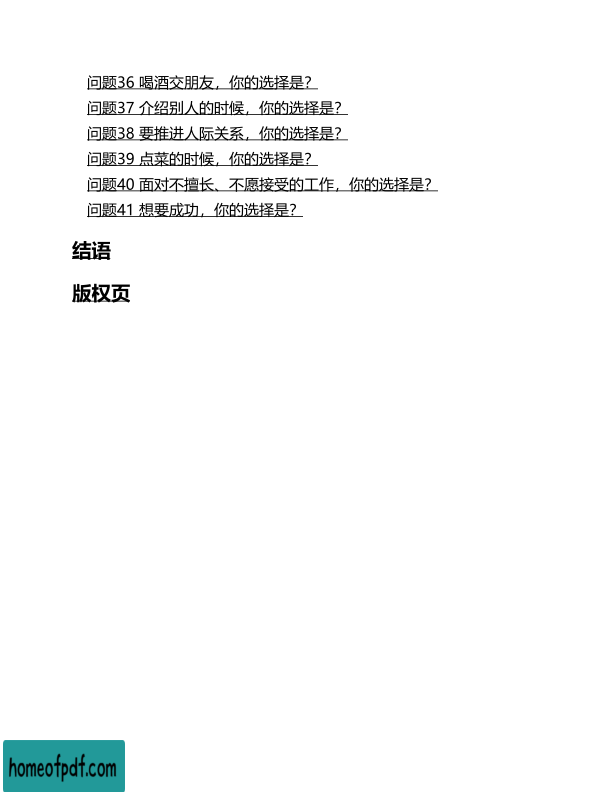 问题36 喝酒交朋友，你的选择是？
问题37 介绍别人的时候，你的选择是？
问题38 要推进人际关系，你的选择是？
问题39 点菜的时候，你的选择是？
问题40 面对不擅长、不愿接受的工作，你的选择是？
问题41 想要成功，你的选择是？
结语
版权页
homeofpdf.com